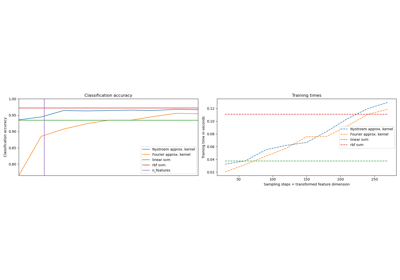 Classification accuracy
1.00
0.95
0.90
0.85
0.80
Classification accuracy
Nystroem approx. kernel
Fourier approx. kernel
linear svm
rbf svm
n_features
Training times
0.12
0.10
0.08
0.06
0.04
0.02
Training time in seconds
Nystroem approx. kernel
Fourier approx. kernel
linear svm
rbf svm
50
100
150
200
250
Sampling steps = transformed feature dimension